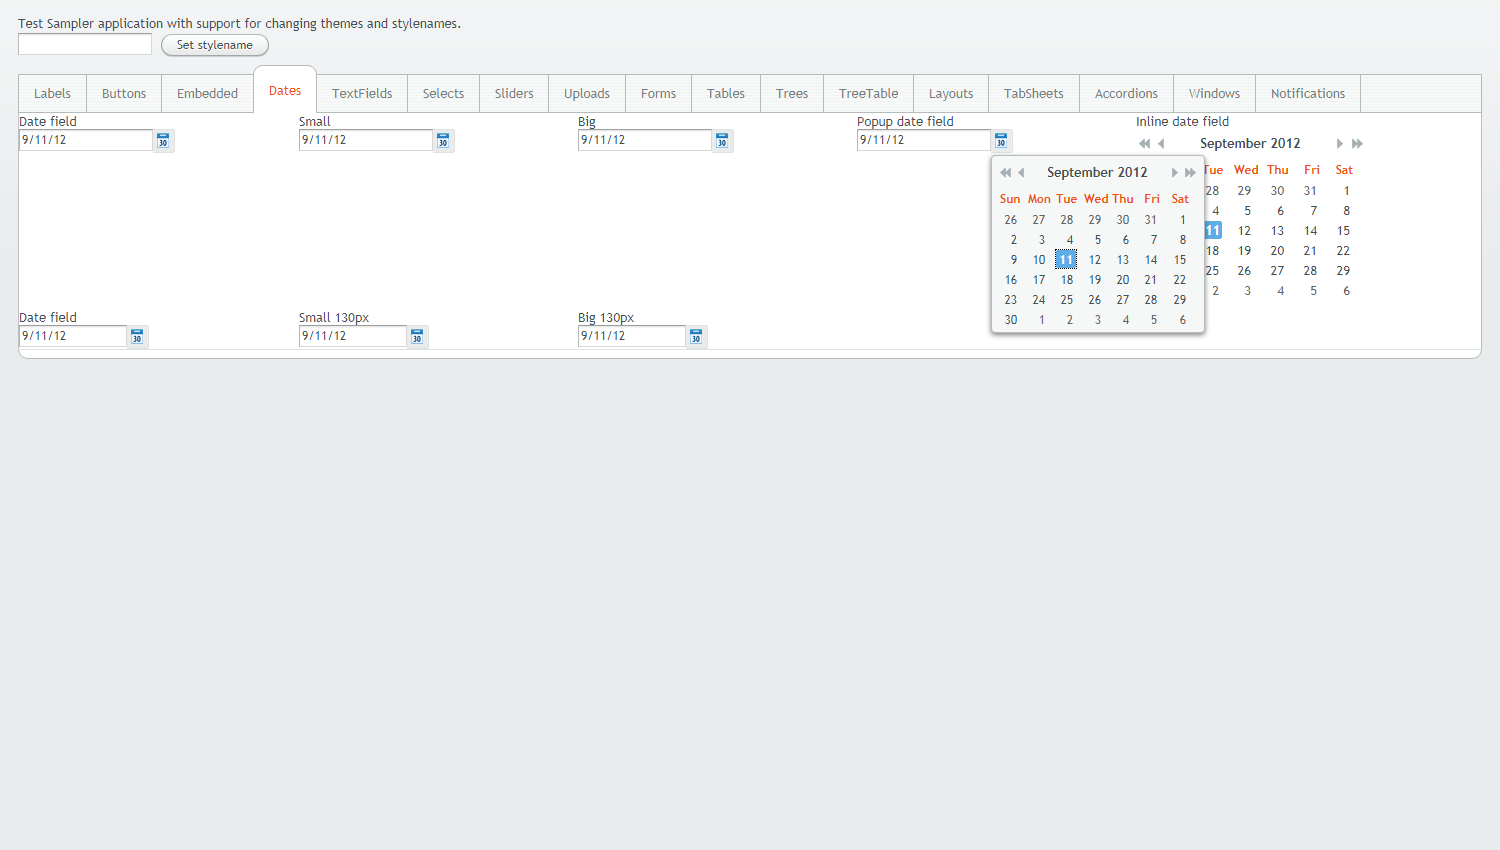 Test Sampler application with support for changing themes and stylenames.
Set stylename
Labels Buttons Embedded Dates TextFields Selects Sliders Uploads Forms Tables Trees TreeTable Layouts TabSheets Accordions Windows Notifications
Date field Small Big Popup date field Inline date field
9/11/12 30 9/11/12 30 9/11/12 30 9/11/12 30
September 2012
Tue Wed Thu Fri Sat
28 29 30 31 1
4 5 6 7 8
11 12 13 14 15
18 19 20 21 22
25 26 27 28 29
2 3 4 5 6
September 2012
Sun Mon Tue Wed Thu Fri Sat
26 27 28 29 30 31 1
2 3 4 5 6 7 8
9 10 11 12 13 14 15
16 17 18 19 20 21 22
23 24 25 26 27 28 29
30 1 2 3 4 5 6
Date field Small 130px Big 130px
9/11/12 30 9/11/12 30 9/11/12 30